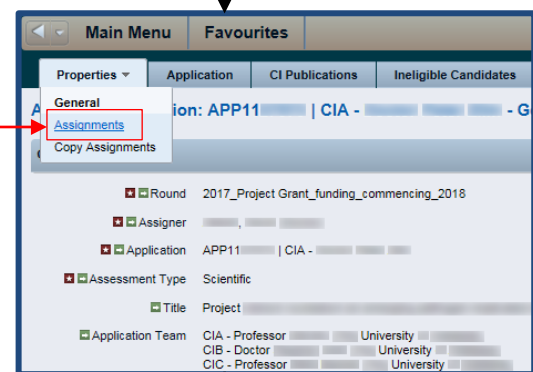 Main Menu Favourites
Properties Application CI Publications Ineligible Candidates
General
ion: APP11 | CIA - - G
Assignments
Copy Assignments
Round 2017_Project Grant_funding_commencing_2018
Assigner ,
Application APP11 | CIA -
Assessment Type Scientific
Title Project
Application Team CIA - Professor University
CIB - Doctor University
CIC - Professor University